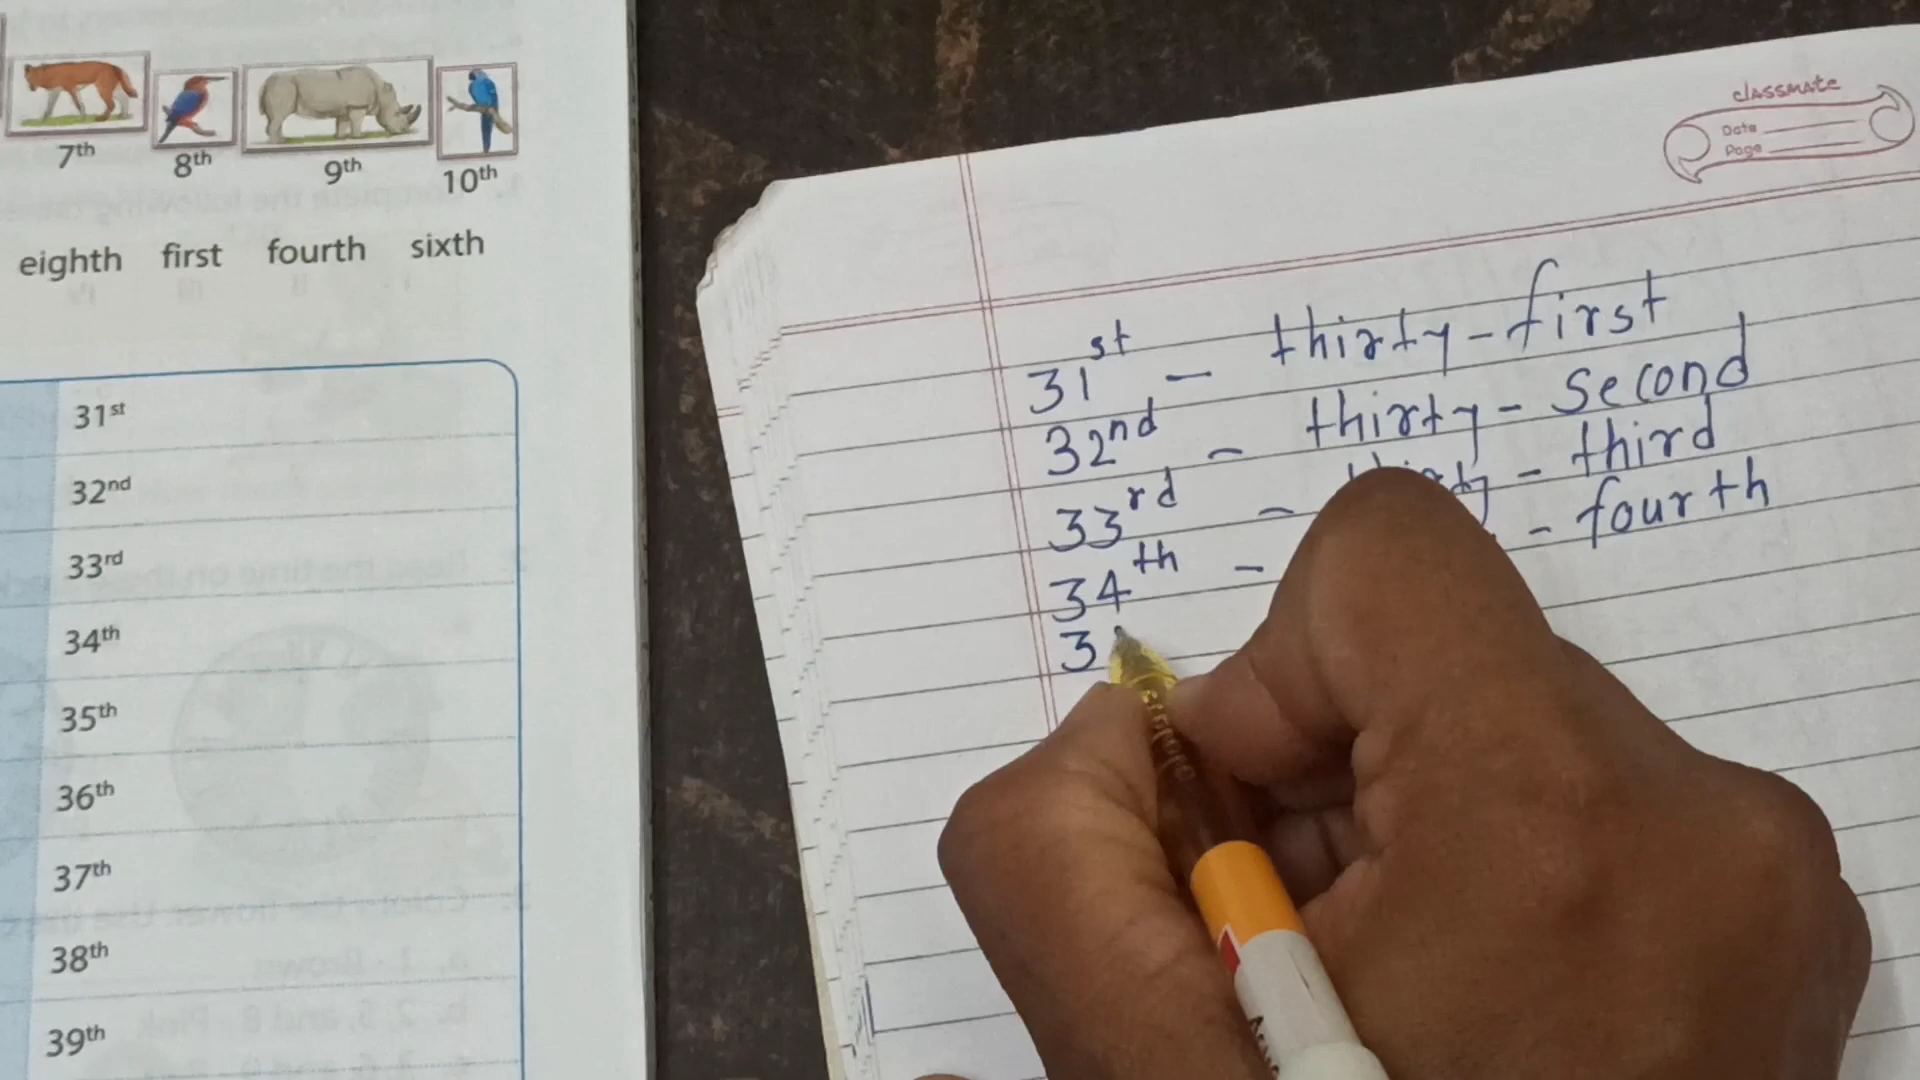 7th 8th 9th 10th
eighth first fourth sixth
31st
32nd
33rd
34th
35th
36th
37th
38th
39th
classmate
Date
Page
31st - thirty-first
32nd - thirty-second
33rd - - third
34th - - fourth
3